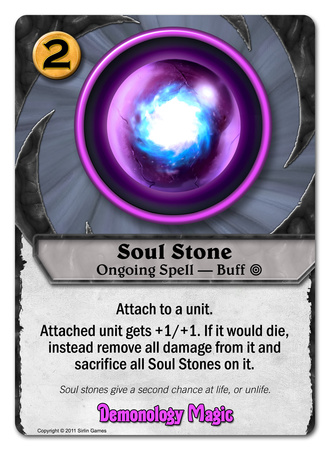 2
Soul Stone
Ongoing Spell — Buff
Attach to a unit.
Attached unit gets +1/+1. If it would die,
instead remove all damage from it and
sacrifice all Soul Stones on it.
Soul stones give a second chance at life, or unlife.
Demonology Magic
Copyright © 2011 Sirlin Games